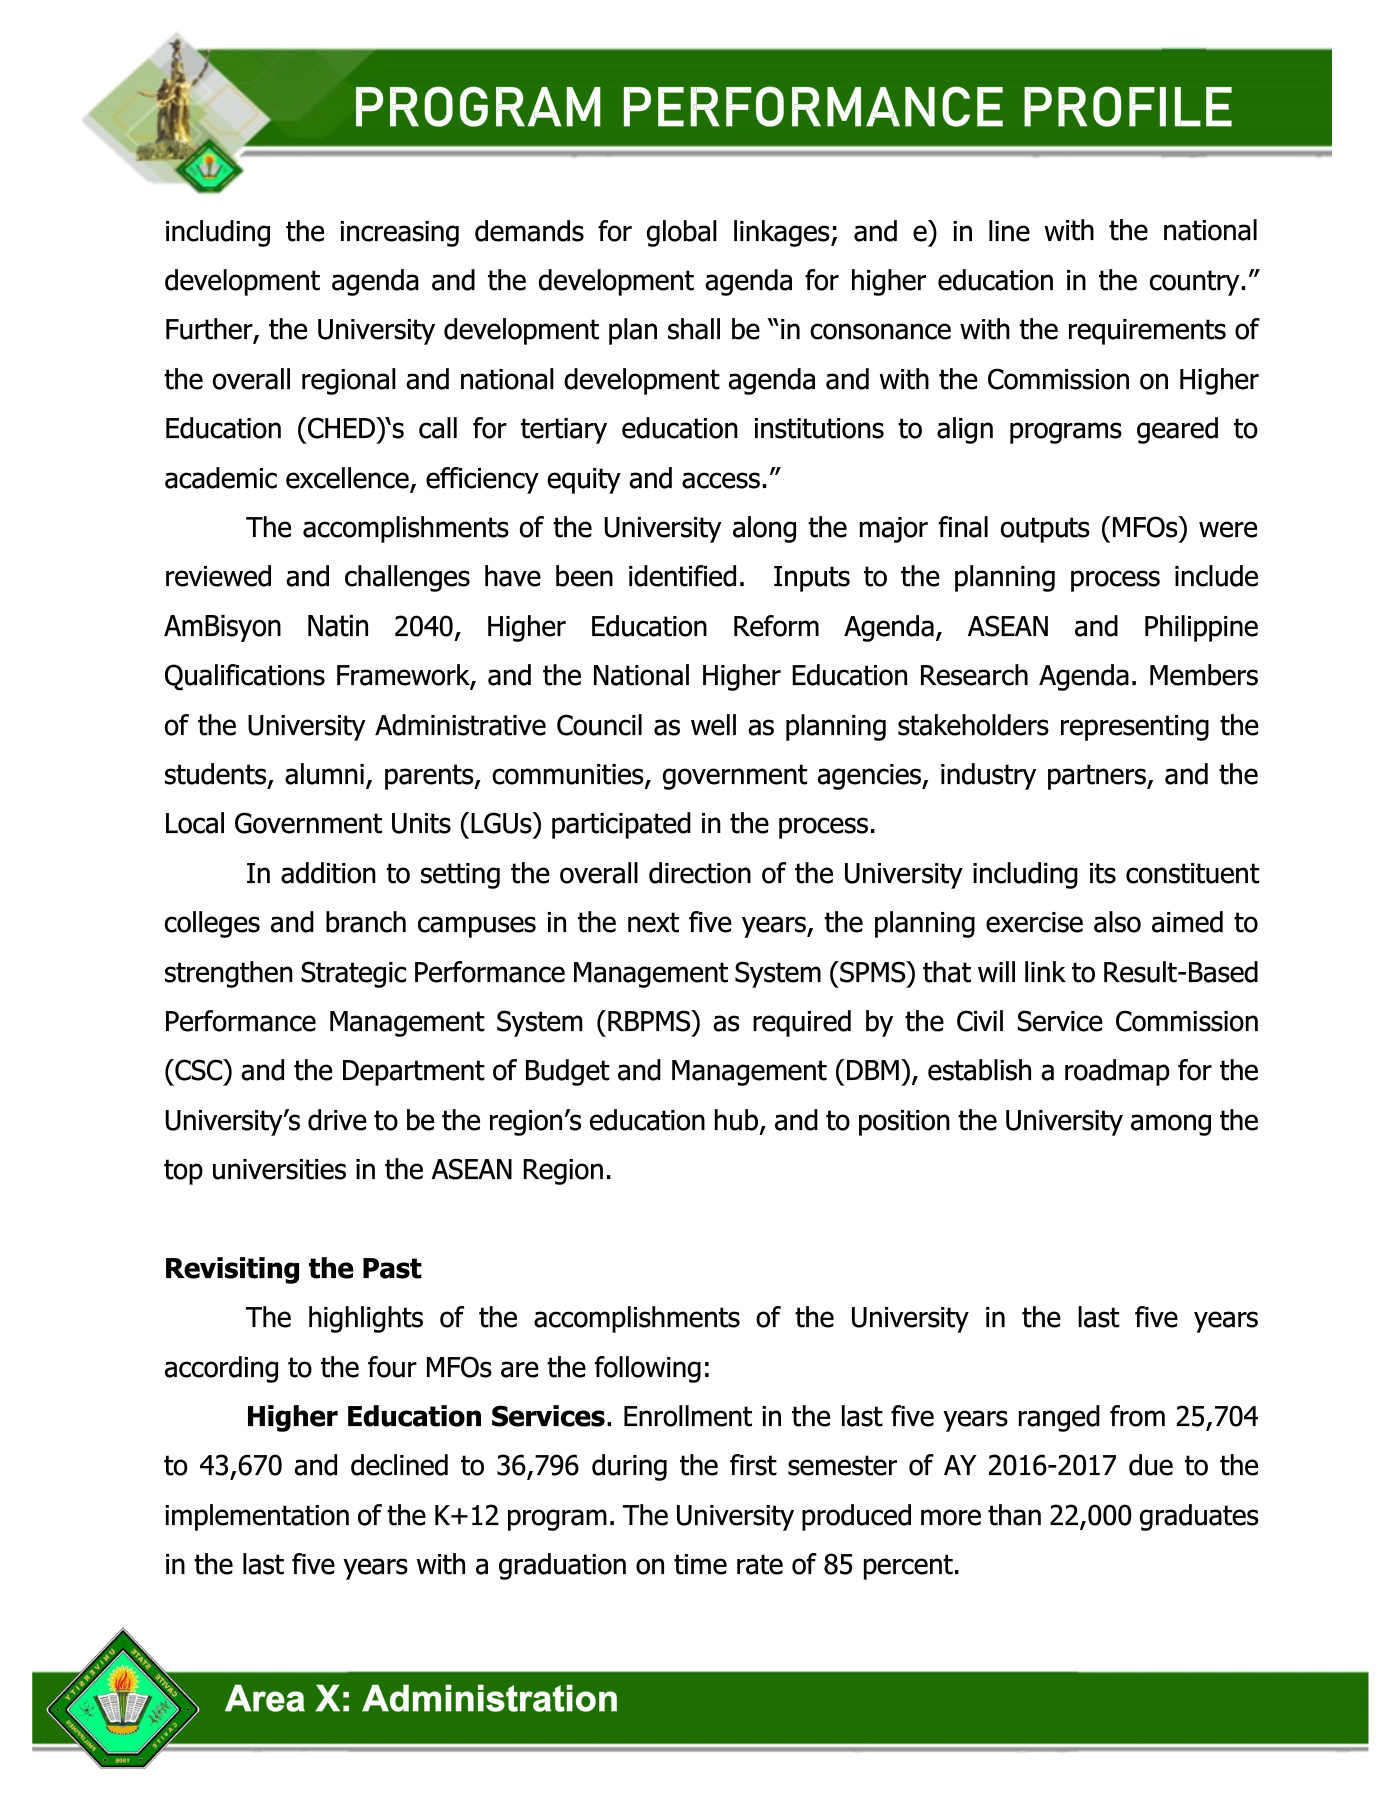 PROGRAM PERFORMANCE PROFILE
including the increasing demands for global linkages; and e) in line with the national
development agenda and the development agenda for higher education in the country.”
Further, the University development plan shall be “in consonance with the requirements of
the overall regional and national development agenda and with the Commission on Higher
Education (CHED)‘s call for tertiary education institutions to align programs geared to
academic excellence, efficiency equity and access.”
The accomplishments of the University along the major final outputs (MFOs) were
reviewed and challenges have been identified.  Inputs to the planning process include
AmBisyon Natin 2040, Higher Education Reform Agenda, ASEAN and Philippine
Qualifications Framework, and the National Higher Education Research Agenda. Members
of the University Administrative Council as well as planning stakeholders representing the
students, alumni, parents, communities, government agencies, industry partners, and the
Local Government Units (LGUs) participated in the process.
In addition to setting the overall direction of the University including its constituent
colleges and branch campuses in the next five years, the planning exercise also aimed to
strengthen Strategic Performance Management System (SPMS) that will link to Result-Based
Performance Management System (RBPMS) as required by the Civil Service Commission
(CSC) and the Department of Budget and Management (DBM), establish a roadmap for the
University’s drive to be the region’s education hub, and to position the University among the
top universities in the ASEAN Region.
Revisiting the Past
The highlights of the accomplishments of the University in the last five years
according to the four MFOs are the following:
Higher Education Services. Enrollment in the last five years ranged from 25,704
to 43,670 and declined to 36,796 during the first semester of AY 2016-2017 due to the
implementation of the K+12 program. The University produced more than 22,000 graduates
in the last five years with a graduation on time rate of 85 percent.
CAVITE STATE UNIVERSITY
CAVITE
PHILIPPINES
1906
Area X: Administration